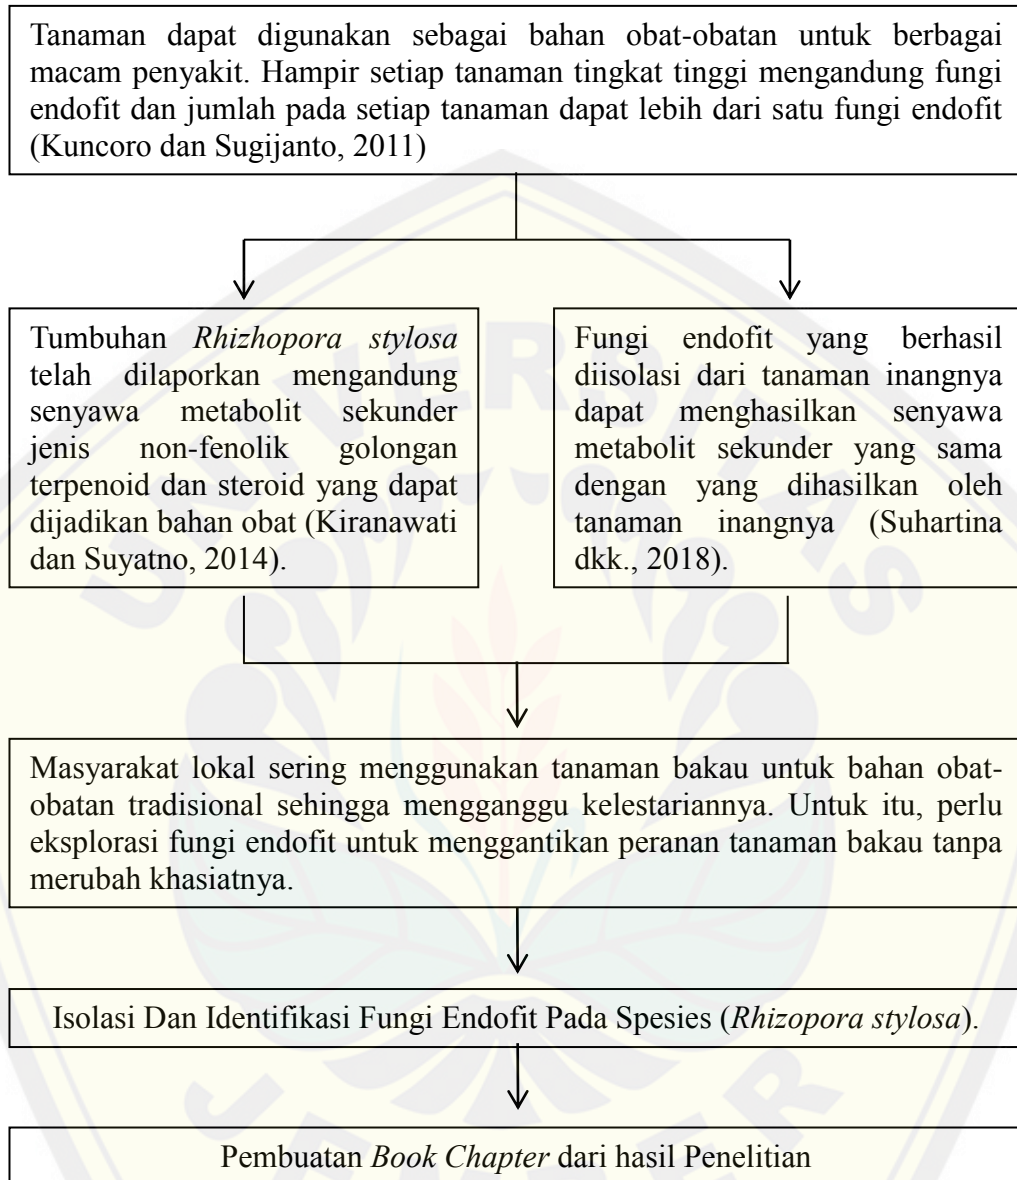 Tanaman dapat digunakan sebagai bahan obat-obatan untuk berbagai
macam penyakit. Hampir setiap tanaman tingkat tinggi mengandung fungi
endofit dan jumlah pada setiap tanaman dapat lebih dari satu fungi endofit
(Kuncoro dan Sugijanto, 2011)
Tumbuhan Rhizhopora stylosa
telah dilaporkan mengandung
senyawa metabolit sekunder
jenis non-fenolik golongan
terpenoid dan steroid yang dapat
dijadikan bahan obat (Kiranawati
dan Suyatno, 2014).
Fungi endofit yang berhasil
diisolasi dari tanaman inangnya
dapat menghasilkan senyawa
metabolit sekunder yang sama
dengan yang dihasilkan oleh
tanaman inangnya (Suhartina
dkk., 2018).
Masyarakat lokal sering menggunakan tanaman bakau untuk bahan obat-
obatan tradisional sehingga mengganggu kelestariannya. Untuk itu, perlu
eksplorasi fungi endofit untuk menggantikan peranan tanaman bakau tanpa
merubah khasiatnya.
Isolasi Dan Identifikasi Fungi Endofit Pada Spesies (Rhizopora stylosa).
Pembuatan Book Chapter dari hasil Penelitian
UNIVERSITAS
JEMBER